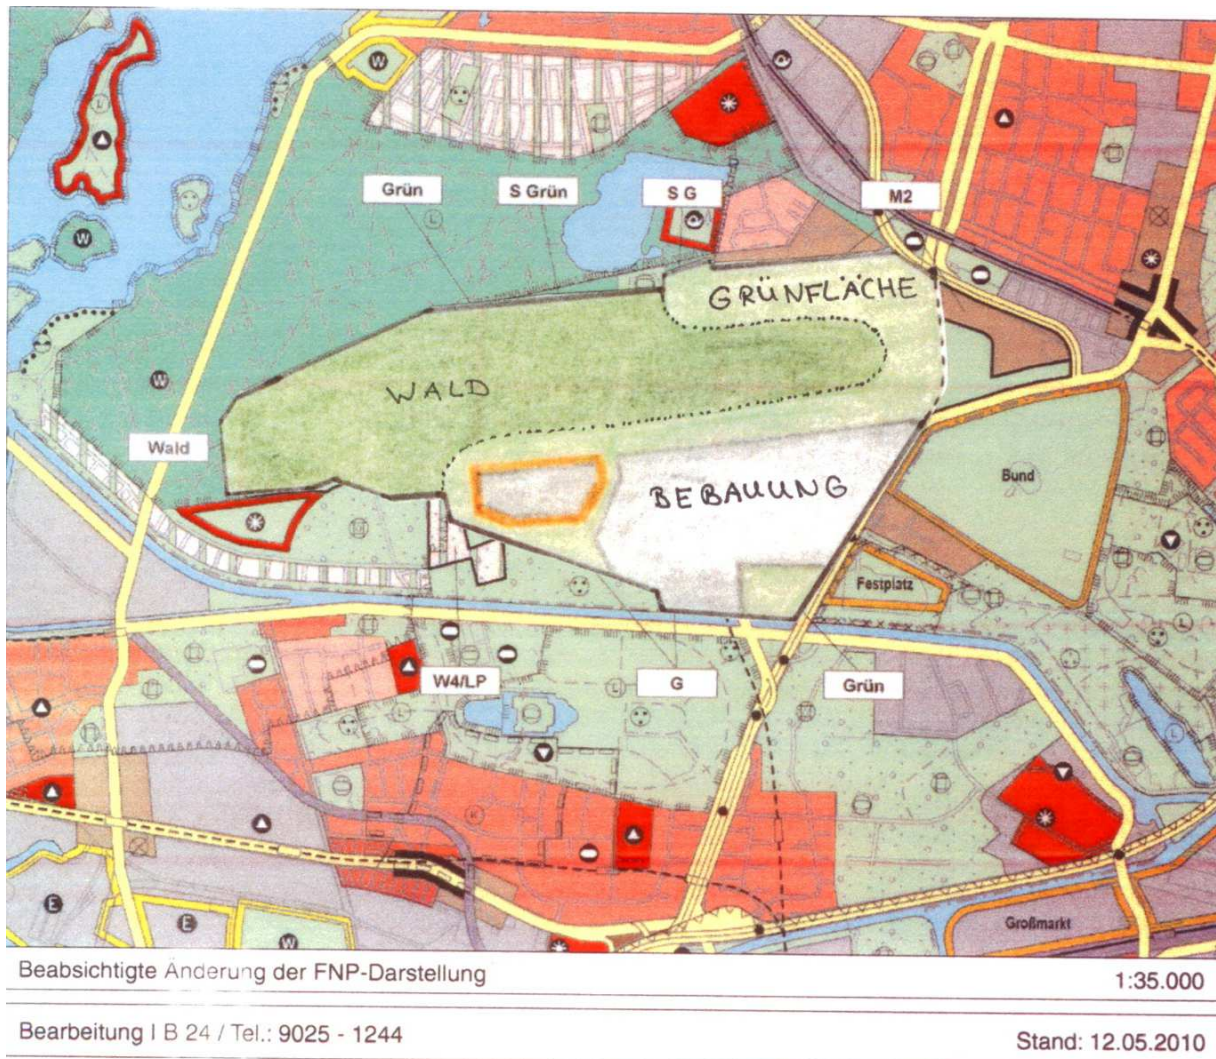 W
Grün
S Grün
S G
M2
L
W
GRÜNFLÄCHE
W
WALD
Wald
BEBAUUNG
Bund
Festplatz
W4/LP
G
Grün
L
L
L
L
K
E
E
W
Großmarkt
Beabsichtigte Änderung der FNP-Darstellung
1:35.000
Bearbeitung I B 24 / Tel.: 9025 - 1244
Stand: 12.05.2010